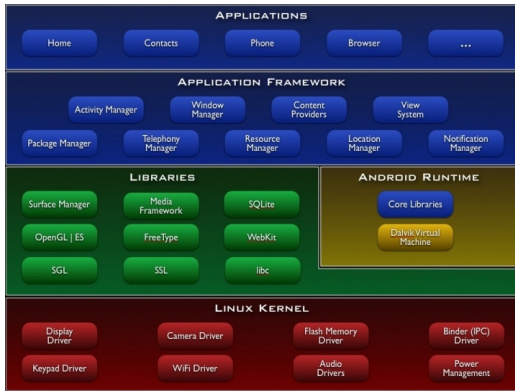 APPLICATIONS
Home
Contacts
Phone
Browser
...
APPLICATION FRAMEWORK
Activity Manager
Window
Manager
Content
Providers
View
System
Package Manager
Telephony
Manager
Resource
Manager
Location
Manager
Notification
Manager
LIBRARIES
Surface Manager
Media
Framework
SQLite
OpenGL | ES
FreeType
WebKit
SGL
SSL
libc
ANDROID RUNTIME
Core Libraries
Dalvik Virtual
Machine
LINUX KERNEL
Display
Driver
Camera Driver
Flash Memory
Driver
Binder (IPC)
Driver
Keypad Driver
WiFi Driver
Audio
Drivers
Power
Management